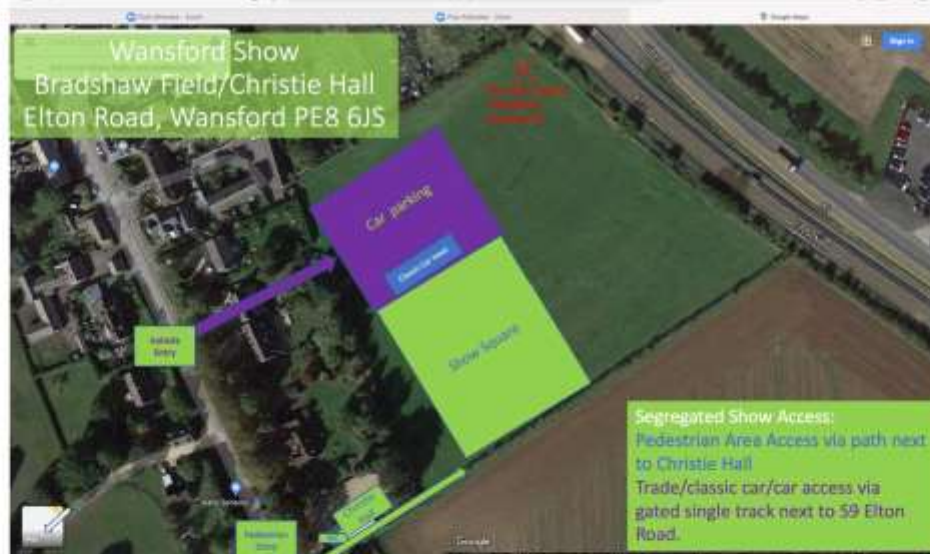 Wansford Show
Bradshaw Field/Christie Hall
Elton Road, Wansford PE8 6JS
Sign in
Car parking
Classic Car
Show Square
Vehicle
Entry
Pedestrian
Entry
Segregated Show Access:
Pedestrian Area Access via path next
to Christie Hall
Trade/classic car/car access via
gated single track next to 59 Elton
Road.